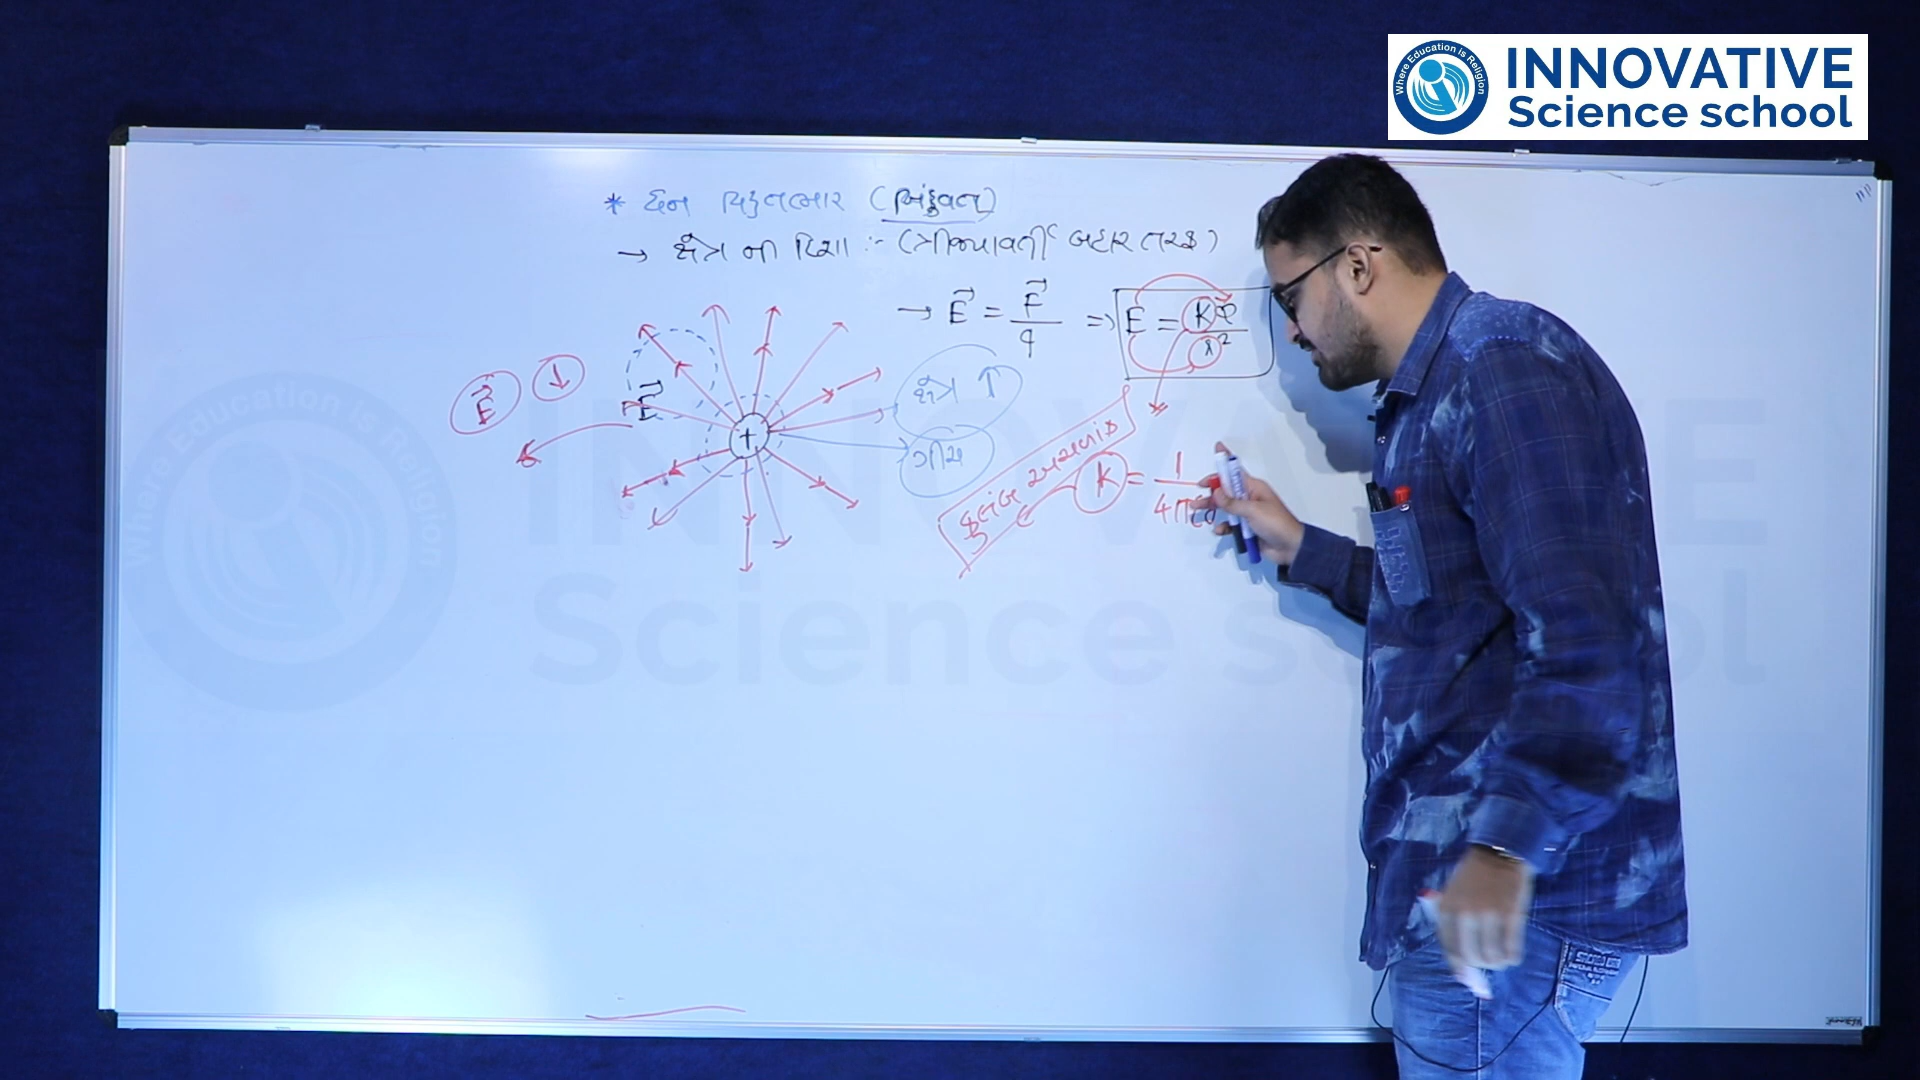 Where Education is Religion
INNOVATIVE
Science school
* ધન વિદ્યુતભાર (બિંદુવત)
→ ક્ષેત્ર ની દિશા :- (ત્રીજ્યાવર્તી બહાર તરફ)
→ E⃗ = F⃗ / q ⇒ E = kQ / r²
E⃗ ↓
E⃗
ક્ષેત્ર ↑
+
ગીચ
કુલંબ અચળાંક
k = 1 / 4πε0